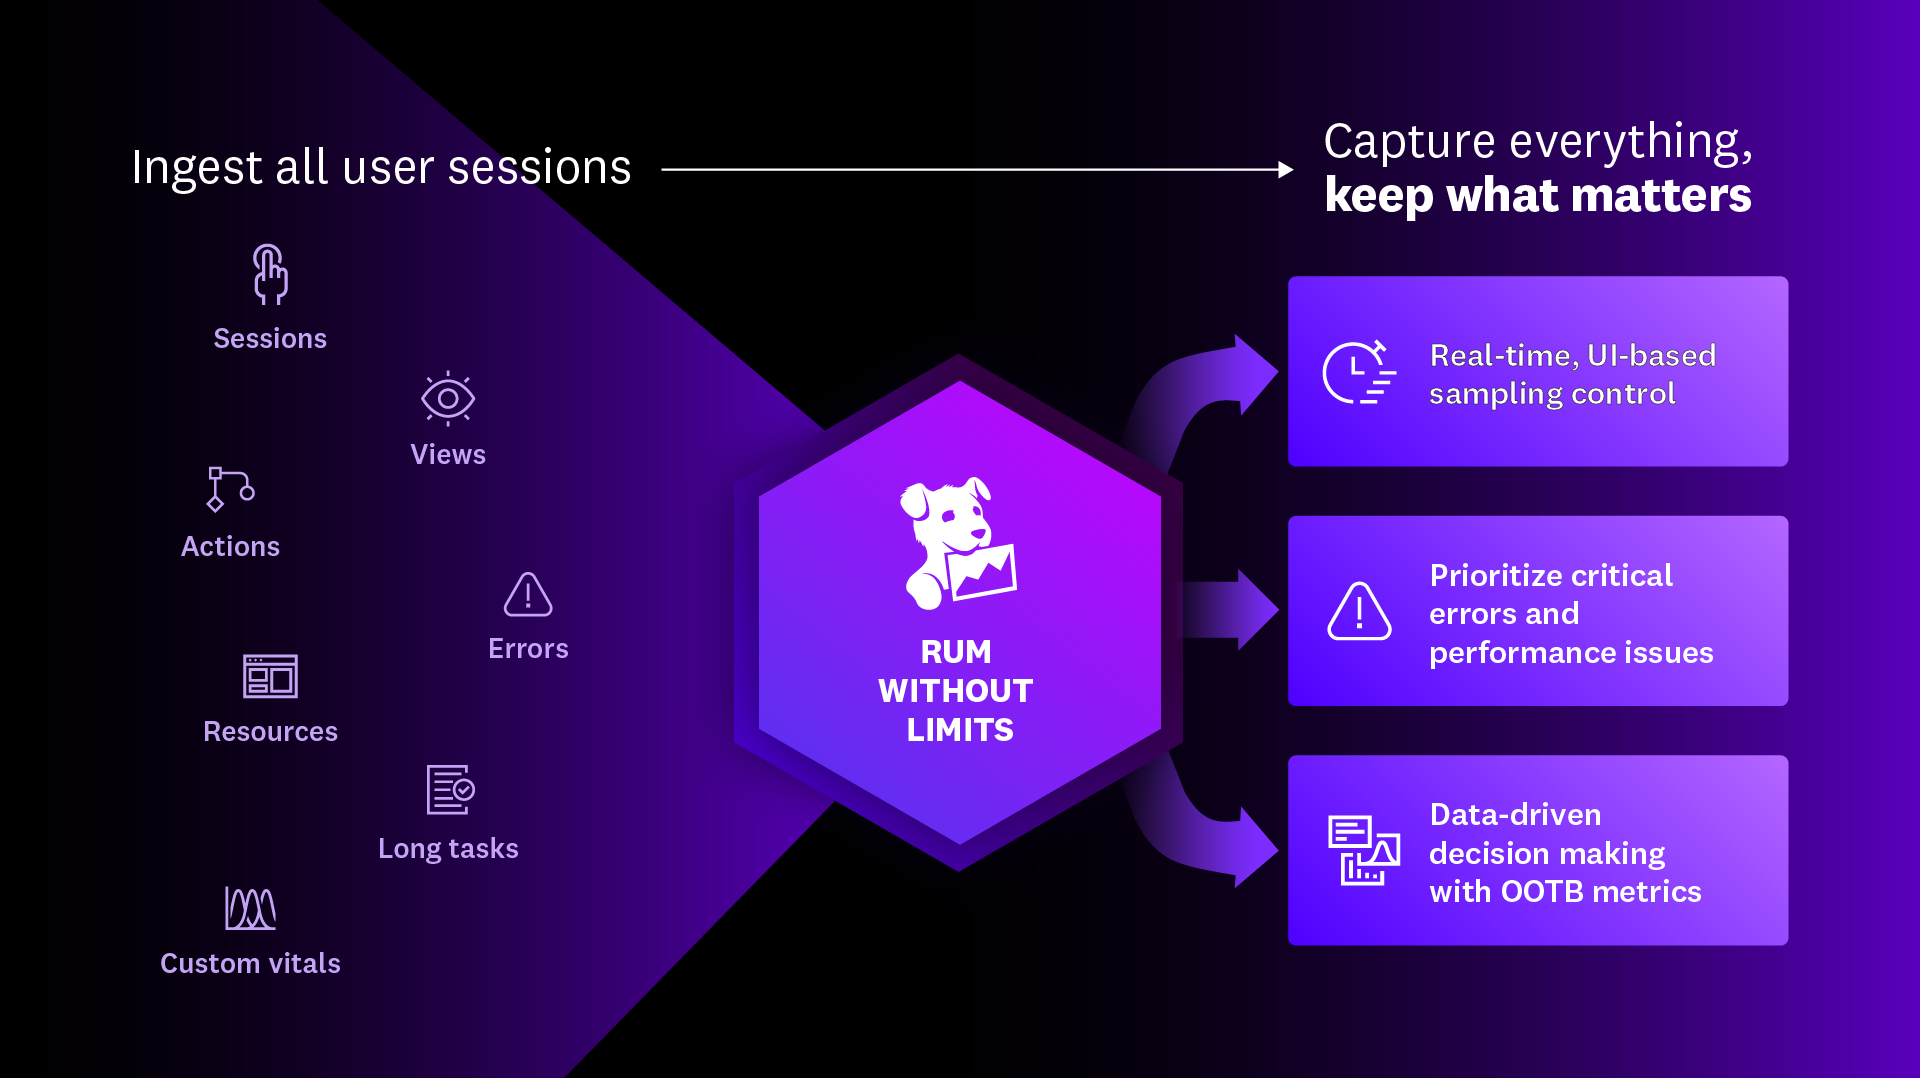 Ingest all user sessions
Capture everything,
keep what matters
Sessions
Views
Actions
Errors
Resources
Long tasks
Custom vitals
RUM
WITHOUT
LIMITS
Real-time, UI-based
sampling control
Prioritize critical
errors and
performance issues
Data-driven
decision making
with OOTB metrics